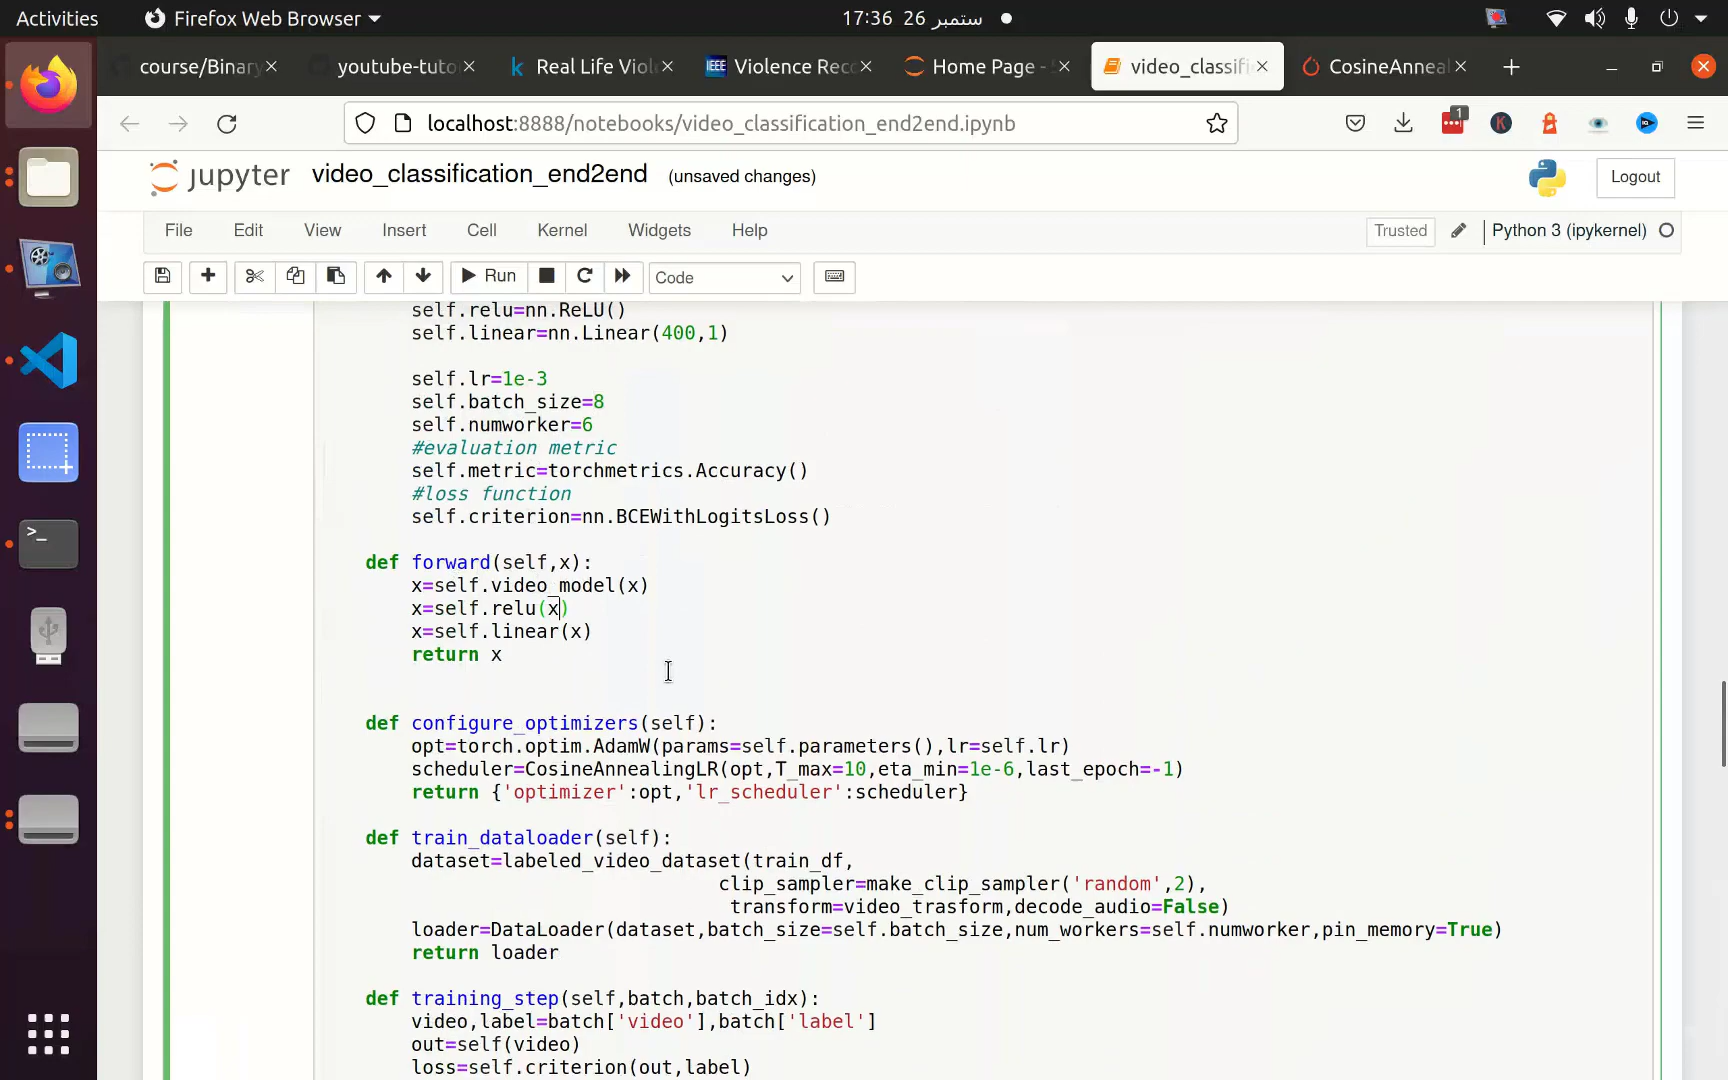 Activities
Firefox Web Browser
17:36 26 ستمبر
course/Binary
youtube-tuto
Real Life Viol
IEEE
Violence Rec
Home Page -
video_classifi
CosineAnneal
localhost:8888/notebooks/video_classification_end2end.ipynb
1
jupyter
video_classification_end2end
(unsaved changes)
Logout
File
Edit
View
Insert
Cell
Kernel
Widgets
Help
Trusted
Python 3 (ipykernel)
Run
Code
self.relu=nn.ReLU()
self.linear=nn.Linear(400,1)
self.lr=1e-3
self.batch_size=8
self.numworker=6
#evaluation metric
self.metric=torchmetrics.Accuracy()
#loss function
self.criterion=nn.BCEWithLogitsLoss()
def forward(self,x):
x=self.video_model(x)
x=self.relu(x)
x=self.linear(x)
return x
def configure_optimizers(self):
opt=torch.optim.AdamW(params=self.parameters(),lr=self.lr)
scheduler=CosineAnnealingLR(opt,T_max=10,eta_min=1e-6,last_epoch=-1)
return {'optimizer':opt,'lr_scheduler':scheduler}
def train_dataloader(self):
dataset=labeled_video_dataset(train_df,
clip_sampler=make_clip_sampler('random',2),
transform=video_trasform,decode_audio=False)
loader=DataLoader(dataset,batch_size=self.batch_size,num_workers=self.numworker,pin_memory=True)
return loader
def training_step(self,batch,batch_idx):
video,label=batch['video'],batch['label']
out=self(video)
loss=self.criterion(out,label)